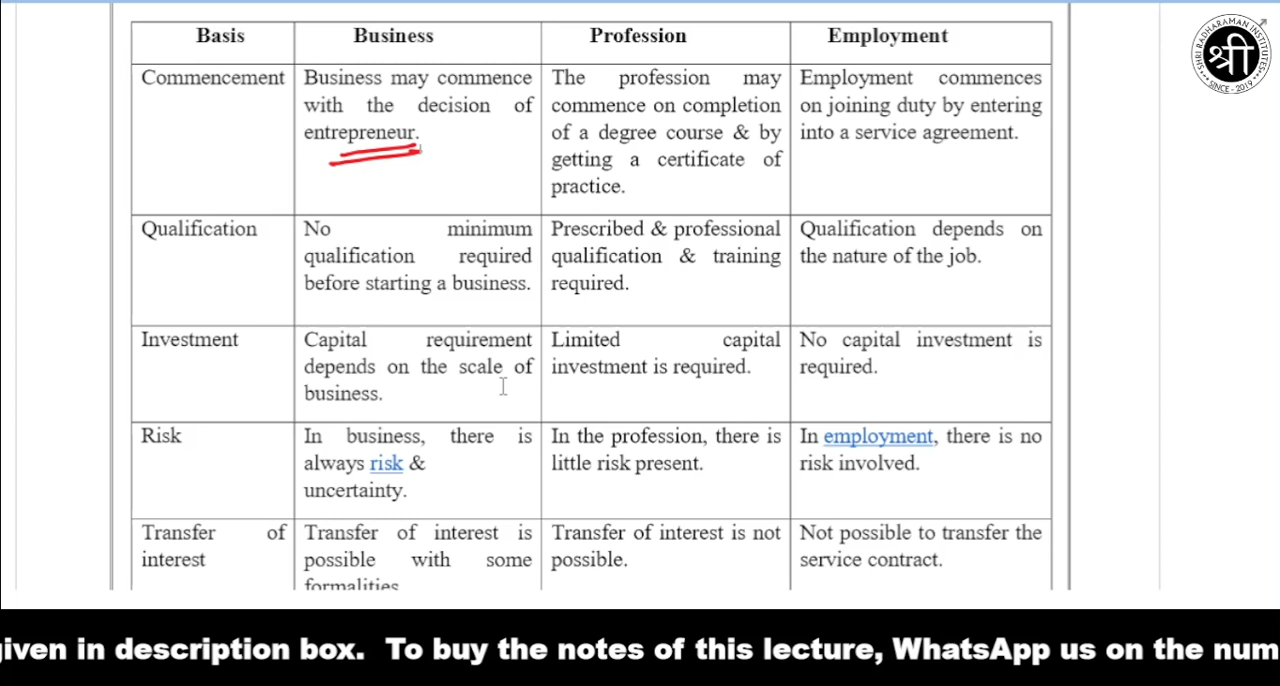 Basis Business Profession Employment
Commencement
Business may commence
with the decision of
entrepreneur.
The profession may
commence on completion
of a degree course & by
getting a certificate of
practice.
Employment commences
on joining duty by entering
into a service agreement.
Qualification
No minimum
qualification required
before starting a business.
Prescribed & professional
qualification & training
required.
Qualification depends on
the nature of the job.
Investment
Capital requirement
depends on the scale of
business.
Limited capital
investment is required.
No capital investment is
required.
Risk
In business, there is
always risk &
uncertainty.
In the profession, there is
little risk present.
In employment, there is no
risk involved.
Transfer of
interest
Transfer of interest is
possible with some
formalities
Transfer of interest is not
possible.
Not possible to transfer the
service contract.
SHRI RADHARAMAN INSTITUTES
श्री
SINCE - 2019
iven in description box. To buy the notes of this lecture, WhatsApp us on the num